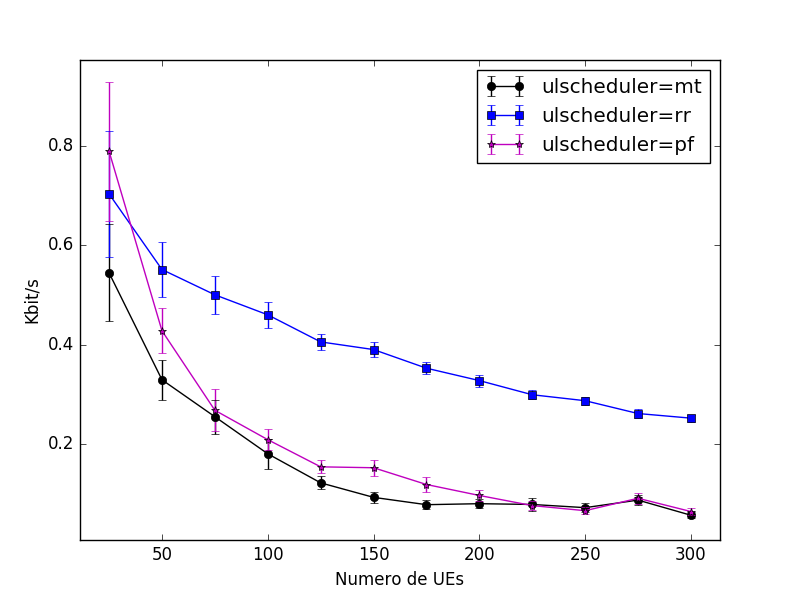 ulscheduler=mt
ulscheduler=rr
ulscheduler=pf
0.8
0.6
0.4
0.2
Kbit/s
50 100 150 200 250 300
Numero de UEs